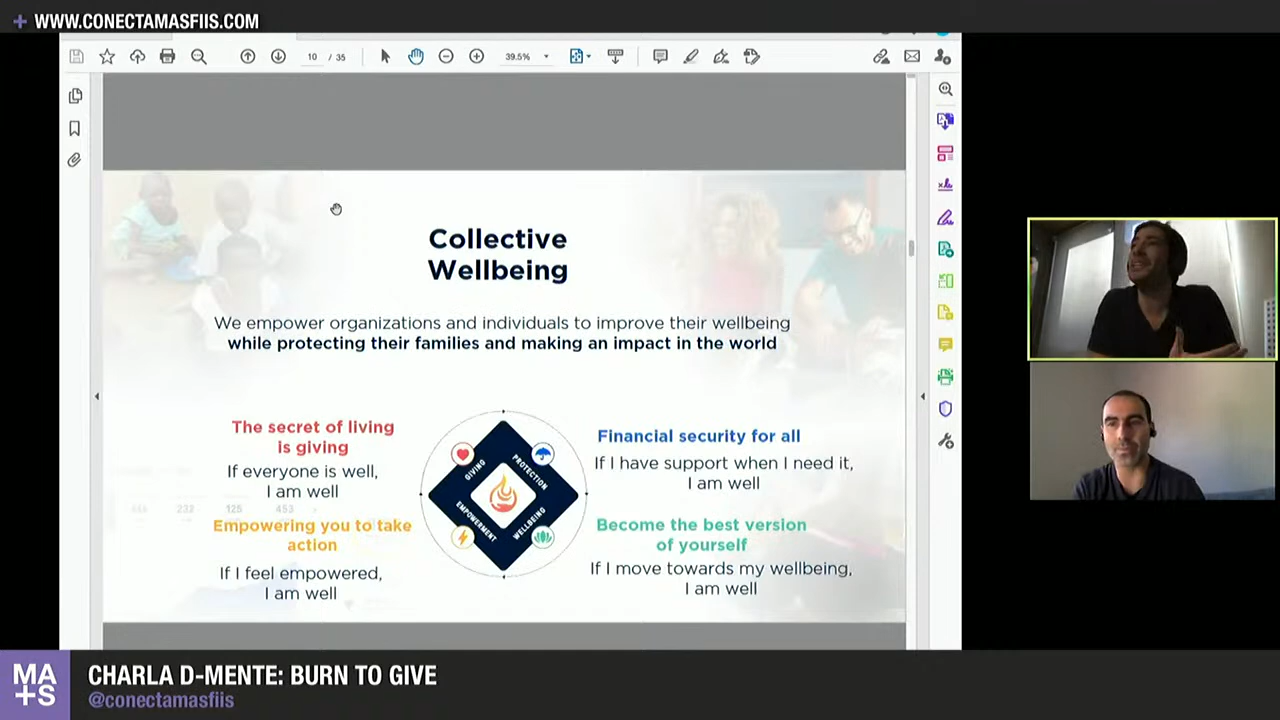 + WWW.CONECTAMASFIIS.COM
10 / 35
39.5%
Collective
Wellbeing
We empower organizations and individuals to improve their wellbeing
while protecting their families and making an impact in the world
The secret of living
is giving
If everyone is well,
I am well
Financial security for all
If I have support when I need it,
I am well
GIVING
PROTECTION
EMPOWERMENT
WELLBEING
232 125 453
Empowering you to take
action
If I feel empowered,
I am well
Become the best version
of yourself
If I move towards my wellbeing,
I am well
MA
+S
CHARLA D-MENTE: BURN TO GIVE
@conectamasfiis